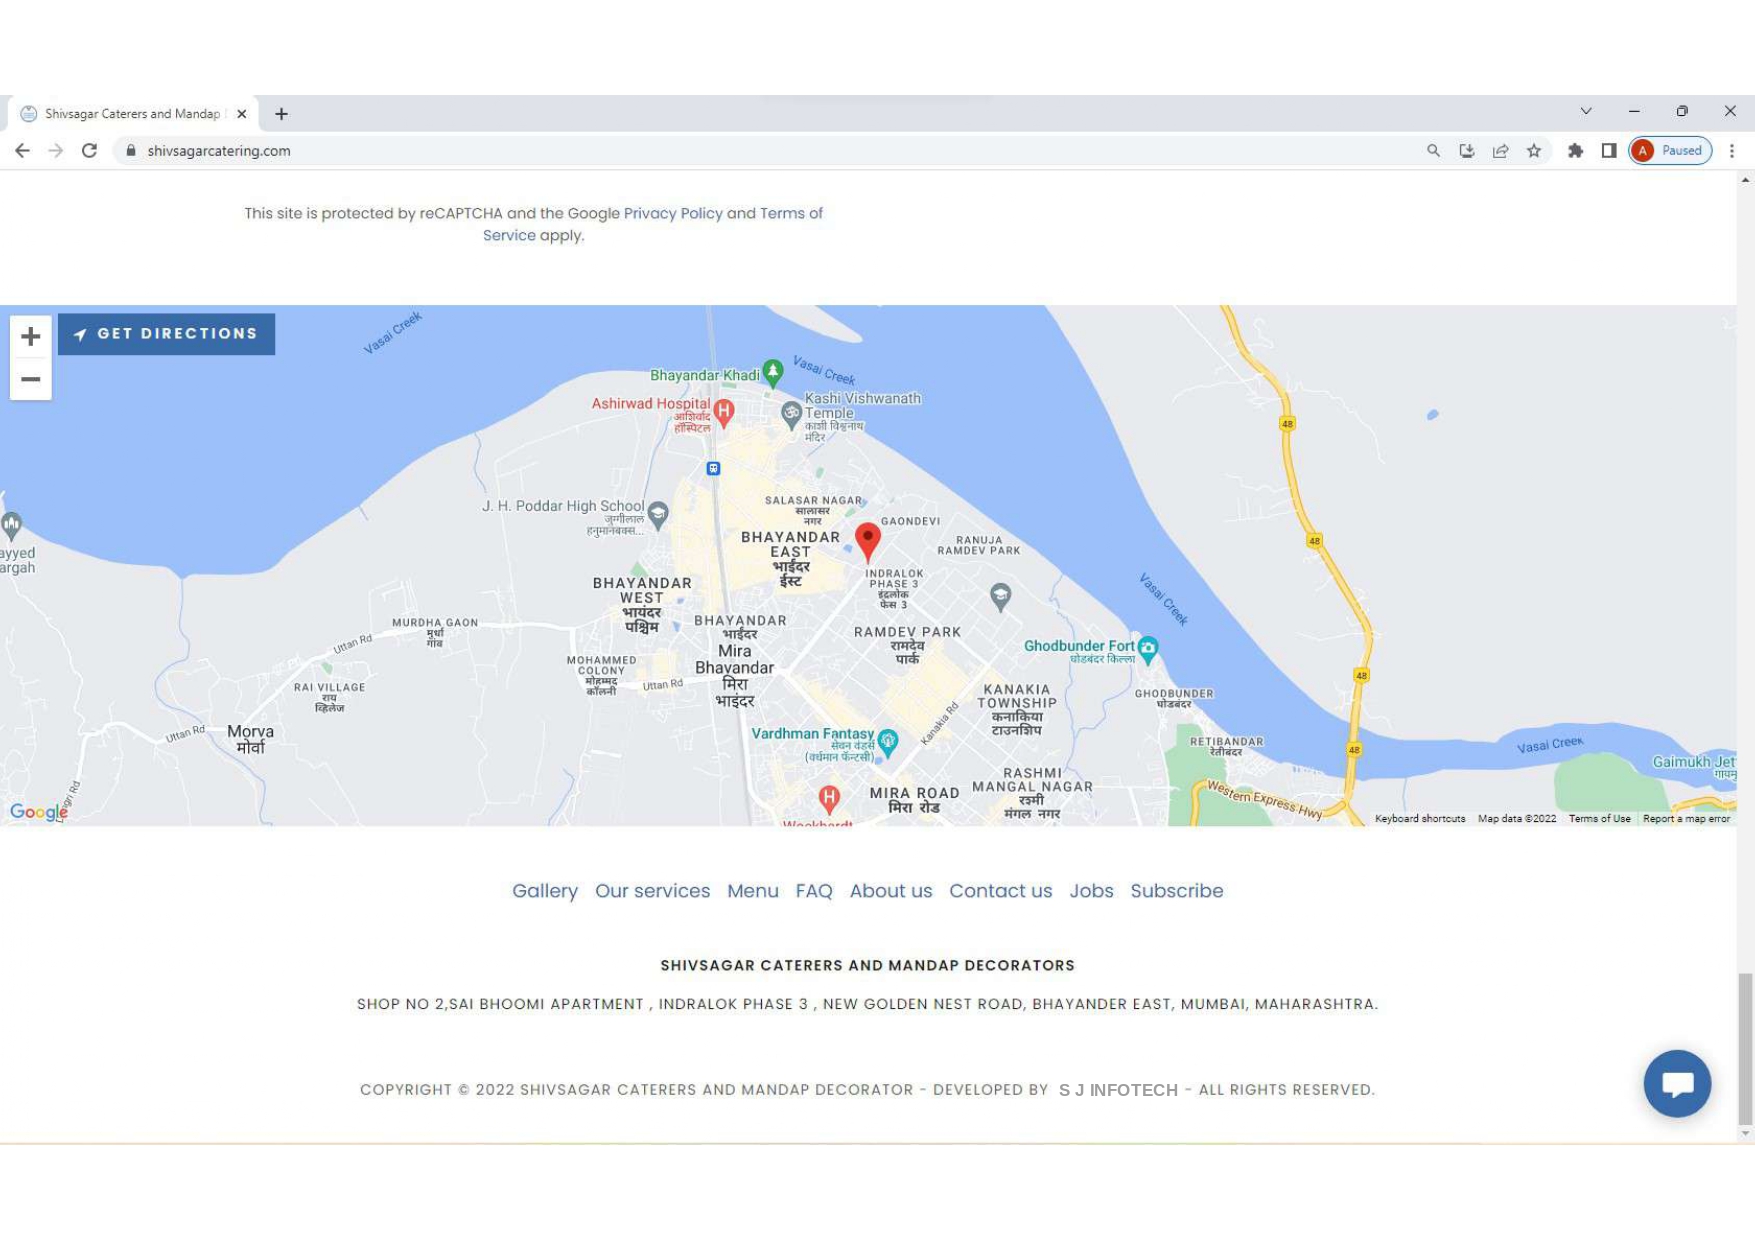 Shivsagar Caterers and Mandap
shivsagarcatering.com
A Paused
This site is protected by reCAPTCHA and the Google Privacy Policy and Terms of
Service apply.
GET DIRECTIONS
Vasai Creek
Bhayandar Khadi
Vasai Creek
Ashirwad Hospital
आशिर्वाद
हॉस्पिटल
Kashi Vishwanath
Temple
काशी विश्वनाथ
मंदिर
48
J. H. Poddar High School
जुग्गीलाल
हनुमानबक्स...
SALASAR NAGAR
सालासर
नगर
GAONDEVI
BHAYANDAR
EAST
भाईंदर
ईस्ट
RANUJA
RAMDEV PARK
48
ayyed
argah
INDRALOK
PHASE 3
इंद्रलोक
फेस 3
BHAYANDAR
WEST
भायंदर
पश्चिम
Vasai Creek
MURDHA GAON
मुर्धा
गांव
Uttan Rd
BHAYANDAR
भाईंदर
Mira
Bhayandar
मिरा
भाइंदर
RAMDEV PARK
रामदेव
पार्क
Ghodbunder Fort
घोडबंदर किल्ला
MOHAMMED
COLONY
मोहम्मद
कॉलनी
Uttan Rd
48
RAI VILLAGE
राय
व्हिलेज
KANAKIA
TOWNSHIP
कनाकिया
टाउनशिप
GHODBUNDER
घोडबंदर
Morva
मोर्वा
Uttan Rd
Kanakia Rd
Vardhman Fantasy
सेवन वंडर्स
(वर्धमान फॅन्टसी)
RETIBANDAR
रेतीबंदर
48
Vasai Creek
Gaimukh Jet
गायमु
RASHMI
MANGAL NAGAR
रश्मी
मंगल नगर
MIRA ROAD
मिरा रोड
Western Express Hwy
Google
Wockhardt
Keyboard shortcuts Map data ©2022 Terms of Use Report a map error
Gallery Our services Menu FAQ About us Contact us Jobs Subscribe
SHIVSAGAR CATERERS AND MANDAP DECORATORS
SHOP NO 2,SAI BHOOMI APARTMENT , INDRALOK PHASE 3 , NEW GOLDEN NEST ROAD, BHAYANDER EAST, MUMBAI, MAHARASHTRA.
COPYRIGHT © 2022 SHIVSAGAR CATERERS AND MANDAP DECORATOR - DEVELOPED BY S J INFOTECH - ALL RIGHTS RESERVED.